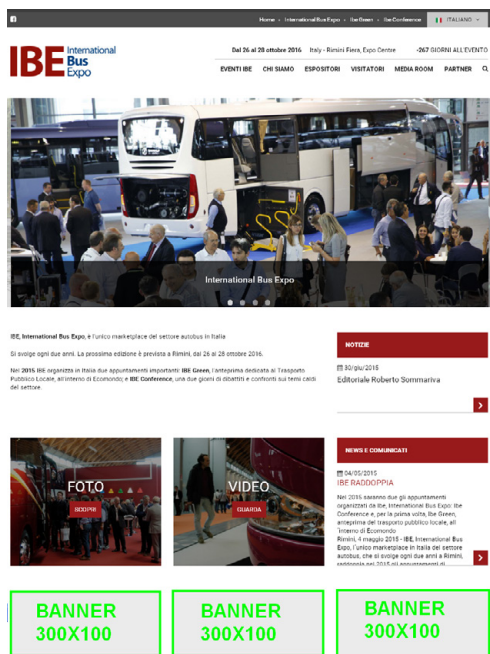 Home • International Bus Expo • Ibe Green • Ibe Conference ITALIANO
IBE International
Bus
Expo
Dal 26 al 28 ottobre 2016 Italy - Rimini Fiera, Expo Centre -267 GIORNI ALL'EVENTO
EVENTI IBE CHI SIAMO ESPOSITORI VISITATORI MEDIA ROOM PARTNER
International Bus Expo
IBE, International Bus Expo, è l'unico marketplace del settore autobus in Italia
Si svolge ogni due anni. La prossima edizione è prevista a Rimini, dal 26 al 28 ottobre 2016.
Nel 2015 IBE organizza in Italia due appuntamenti importanti: IBE Green, l'anteprima dedicata al Trasporto
Pubblico Locale, all'interno di Ecomondo; e IBE Conference, una due giorni di dibattiti e confronti sui temi caldi
del settore.
NOTIZIE
30/giu/2015
Editoriale Roberto Sommariva
FOTO
SCOPRI
VIDEO
GUARDA
NEWS E COMUNICATI
04/05/2015
IBE RADDOPPIA
Nel 2015 saranno due gli appuntamenti
organizzati da Ibe, International Bus Expo: Ibe
Conference e, per la prima volta, Ibe Green,
anteprima del trasporto pubblico locale, all
'interno di Ecomondo
Rimini, 4 maggio 2015 - IBE, International Bus
Expo, l'unico marketplace in Italia del settore
autobus, che si svolge ogni due anni a Rimini,
raddoppia nel 2015 gli appuntamenti di
BANNER
300X100
BANNER
300X100
BANNER
300X100